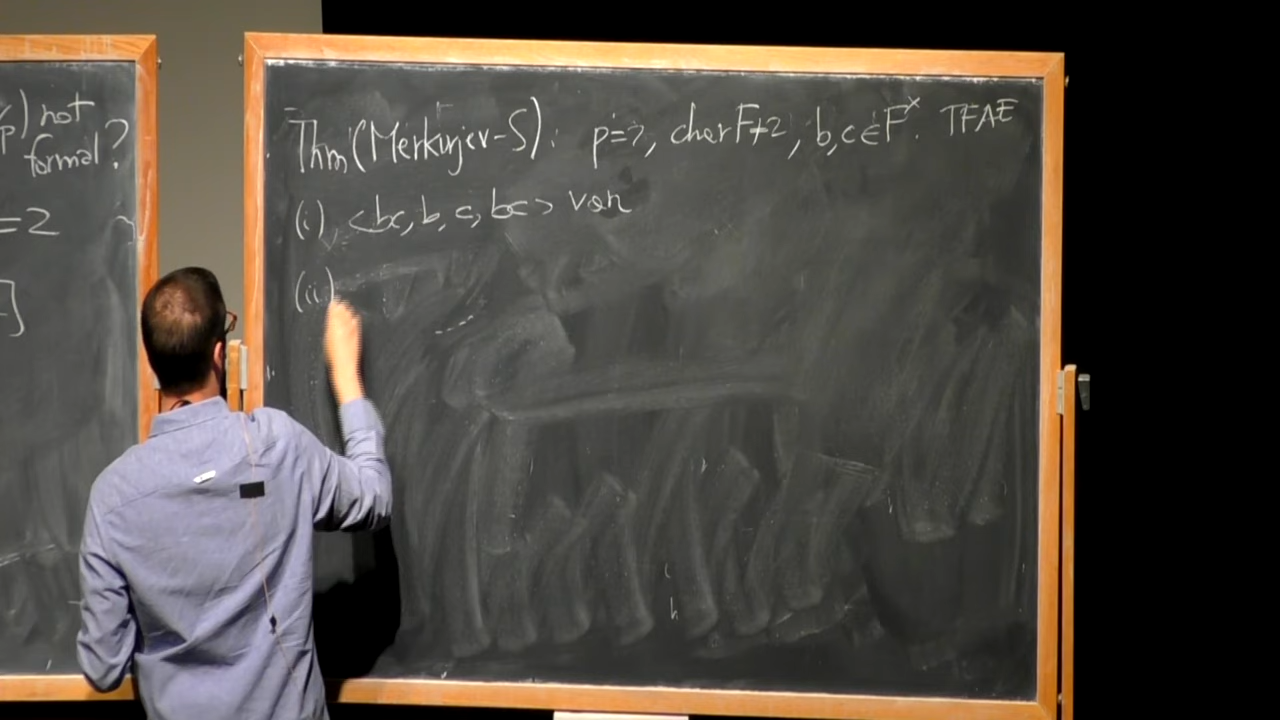 p) not
formal?
=2
]
Thm (Merkurjev-S): p=2, char F≠2, b,c ∈ F^×. TFAE
(i) <bc, b, c, bc> van
(ii)